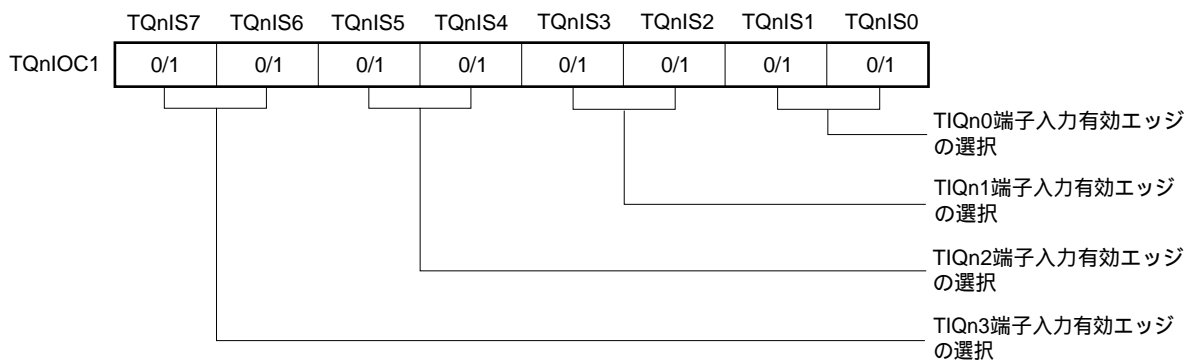 TQnIS7 TQnIS6 TQnIS5 TQnIS4 TQnIS3 TQnIS2 TQnIS1 TQnIS0
TQnIOC1 0/1 0/1 0/1 0/1 0/1 0/1 0/1 0/1
TIQn0端子入力有効エッジ
の選択
TIQn1端子入力有効エッジ
の選択
TIQn2端子入力有効エッジ
の選択
TIQn3端子入力有効エッジ
の選択